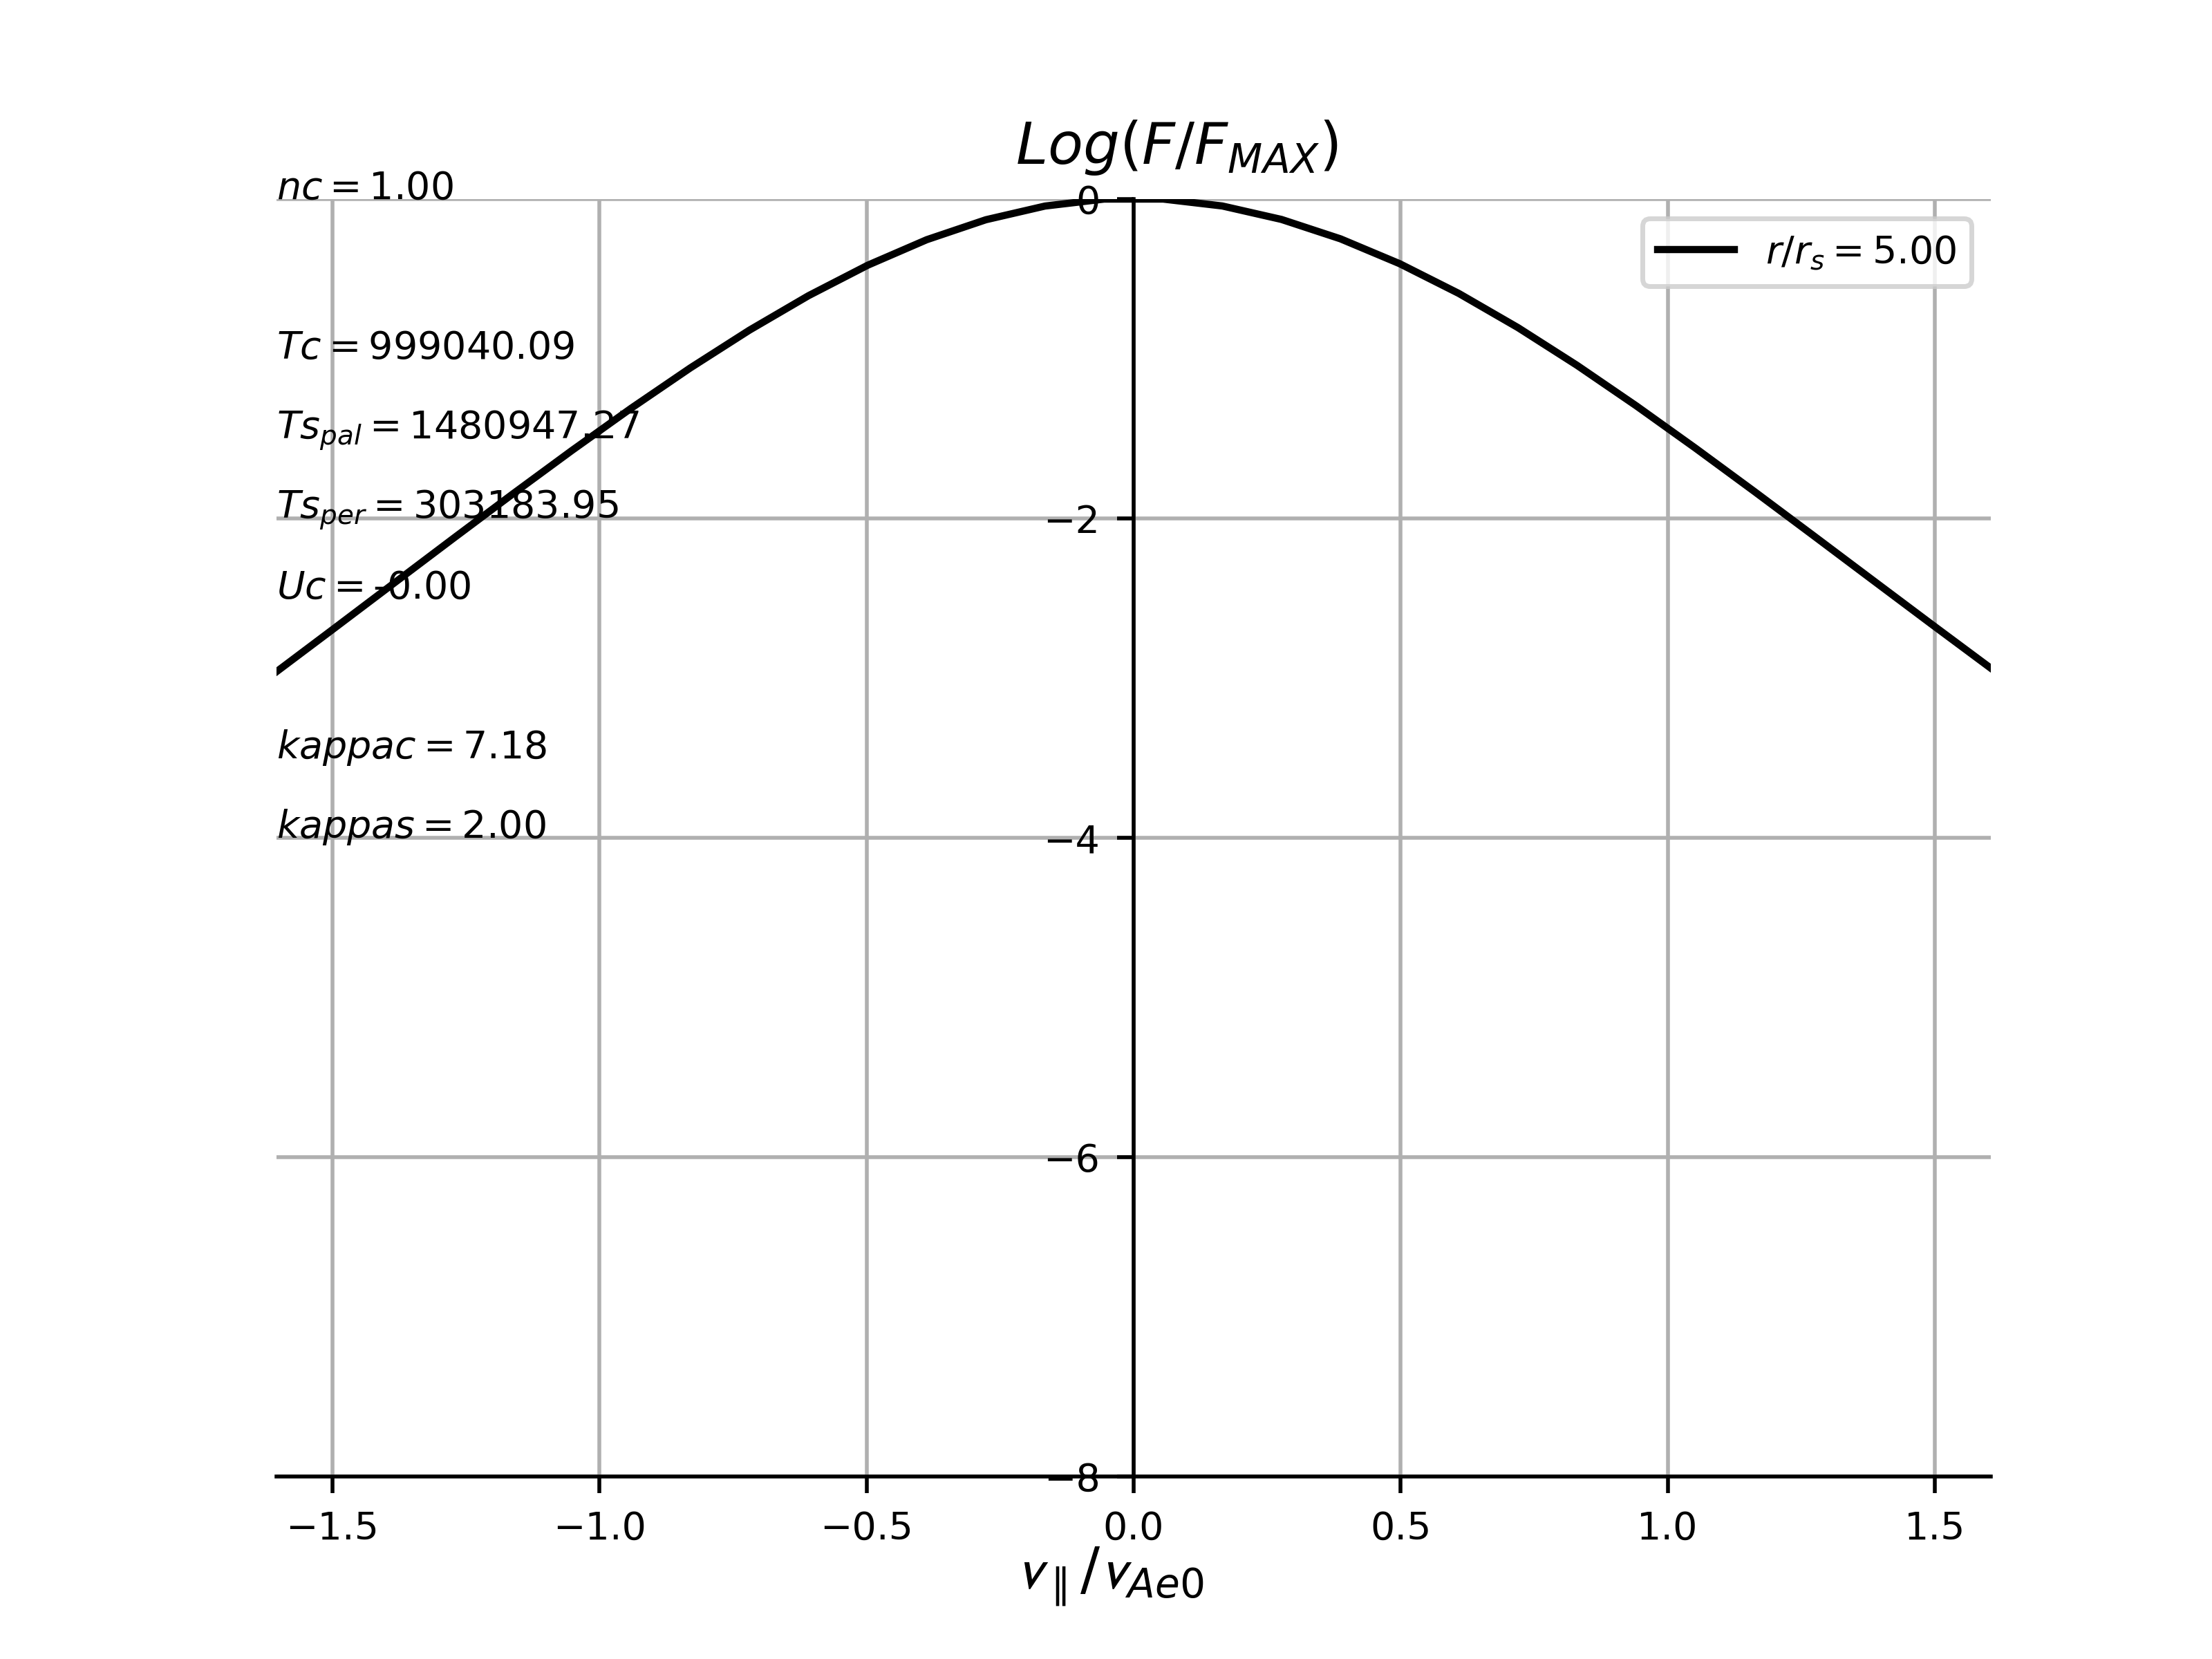 Log(F/F_MAX)
nc = 1.00
0
r/r_s = 5.00
Tc = 999040.09
Ts_pal = 1480947.27
Ts_per = 303183.95
−2
Uc = -0.00
kappac = 7.18
kappas = 2.00
−4
−6
−8
−1.5 −1.0 −0.5 0.0 0.5 1.0 1.5
v_∥/v_Ae0